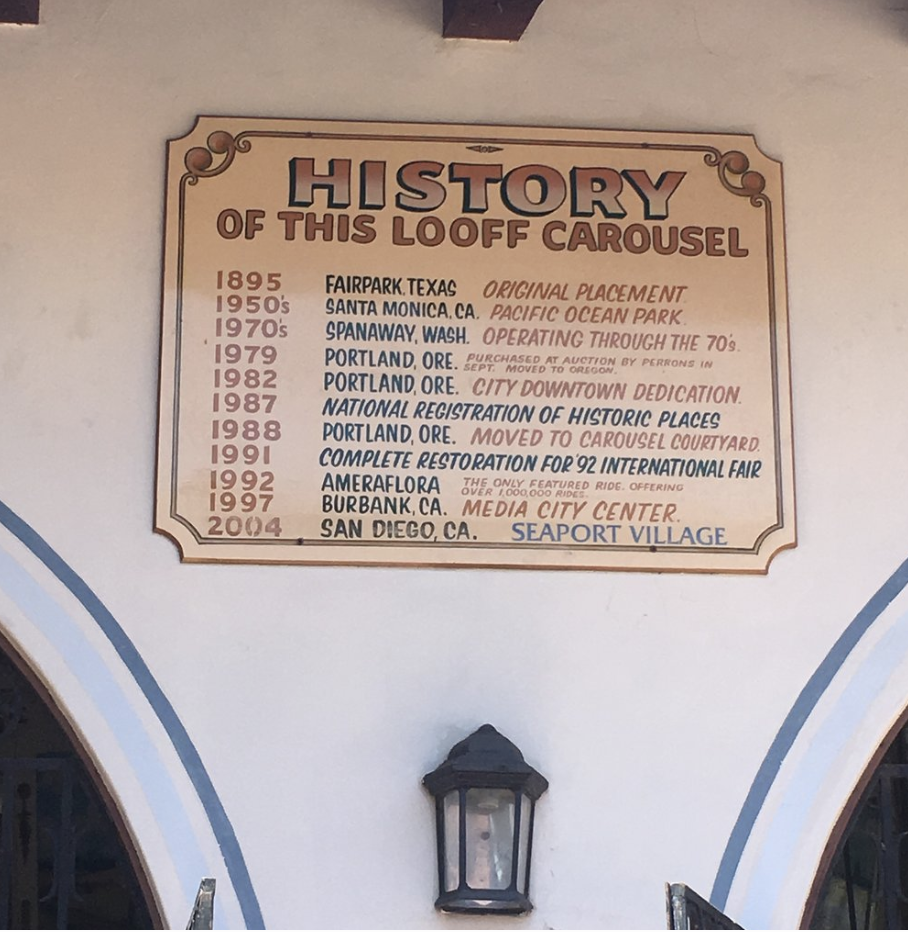 HISTORY
OF THIS LOOFF CAROUSEL
1895 FAIRPARK, TEXAS ORIGINAL PLACEMENT.
1950's SANTA MONICA, CA. PACIFIC OCEAN PARK.
1970's SPANAWAY, WASH. OPERATING THROUGH THE 70's.
1979 PORTLAND, ORE. PURCHASED AT AUCTION BY PERRONS IN
SEPT. MOVED TO OREGON.
1982 PORTLAND, ORE. CITY DOWNTOWN DEDICATION.
1987 NATIONAL REGISTRATION OF HISTORIC PLACES
1988 PORTLAND, ORE. MOVED TO CAROUSEL COURTYARD.
1991 COMPLETE RESTORATION FOR '92 INTERNATIONAL FAIR
1992 AMERAFLORA THE ONLY FEATURED RIDE. OFFERING
OVER 1,000,000 RIDES.
1997 BURBANK, CA. MEDIA CITY CENTER.
2004 SAN DIEGO, CA. SEAPORT VILLAGE